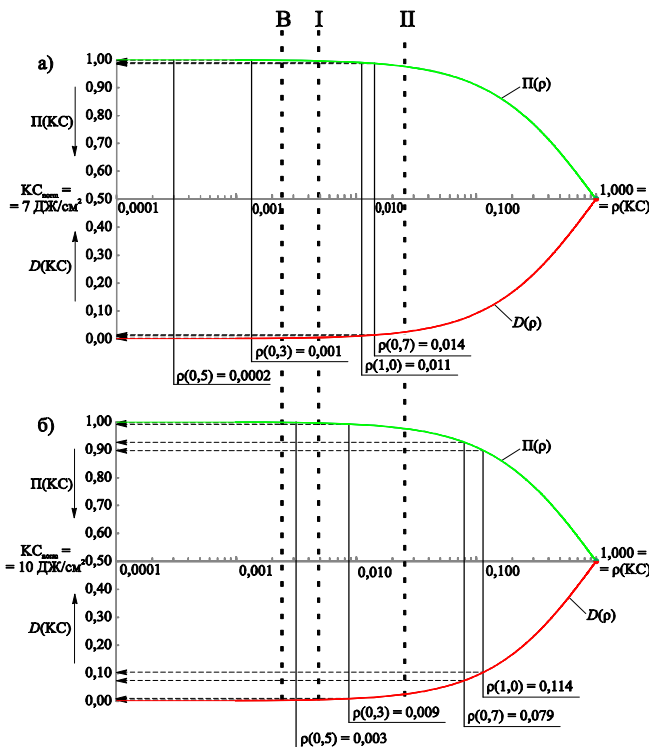 В I II
а)
1,00
0,90
0,80
П(КС)
0,70
0,60
КСnorm =
= 7 ДЖ/см²
0,50
0,0001 0,001 0,010 0,100
1,000 =
= ρ(КС)
0,40
D(КС)
0,30
0,20
0,10
0,00
П(ρ)
D(ρ)
ρ(0,7) = 0,014
ρ(0,3) = 0,001
ρ(1,0) = 0,011
ρ(0,5) = 0,0002
б)
1,00
0,90
0,80
П(КС)
0,70
0,60
КСnorm =
= 10 ДЖ/см²
0,50
0,0001 0,001 0,010 0,100
1,000 =
= ρ(КС)
0,40
D(КС)
0,30
0,20
0,10
0,00
П(ρ)
D(ρ)
ρ(1,0) = 0,114
ρ(0,3) = 0,009
ρ(0,7) = 0,079
ρ(0,5) = 0,003